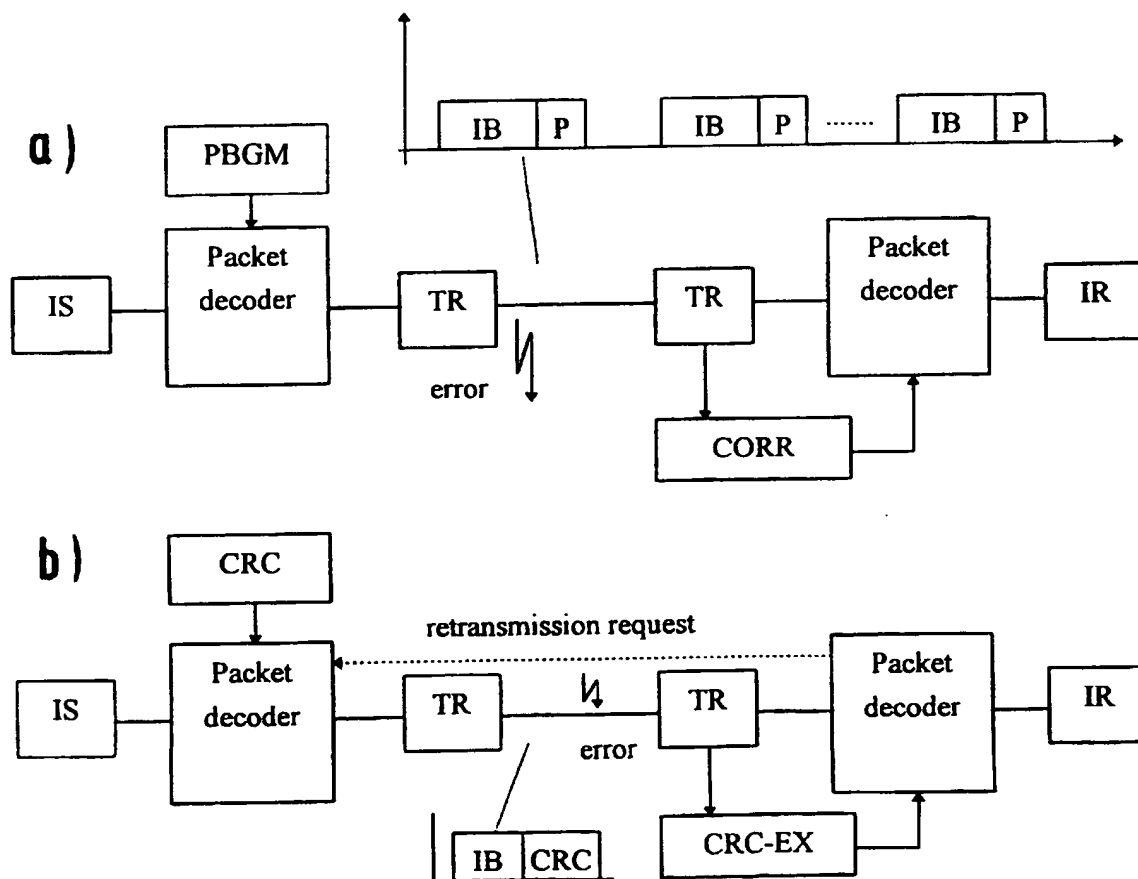 a)
IB P IB P ........ IB P
PBGM
Packet
decoder
IS
TR
TR
Packet
decoder
IR
error
CORR
b)
CRC
retransmission request
Packet
decoder
IS
TR
TR
Packet
decoder
IR
error
IB CRC
CRC-EX